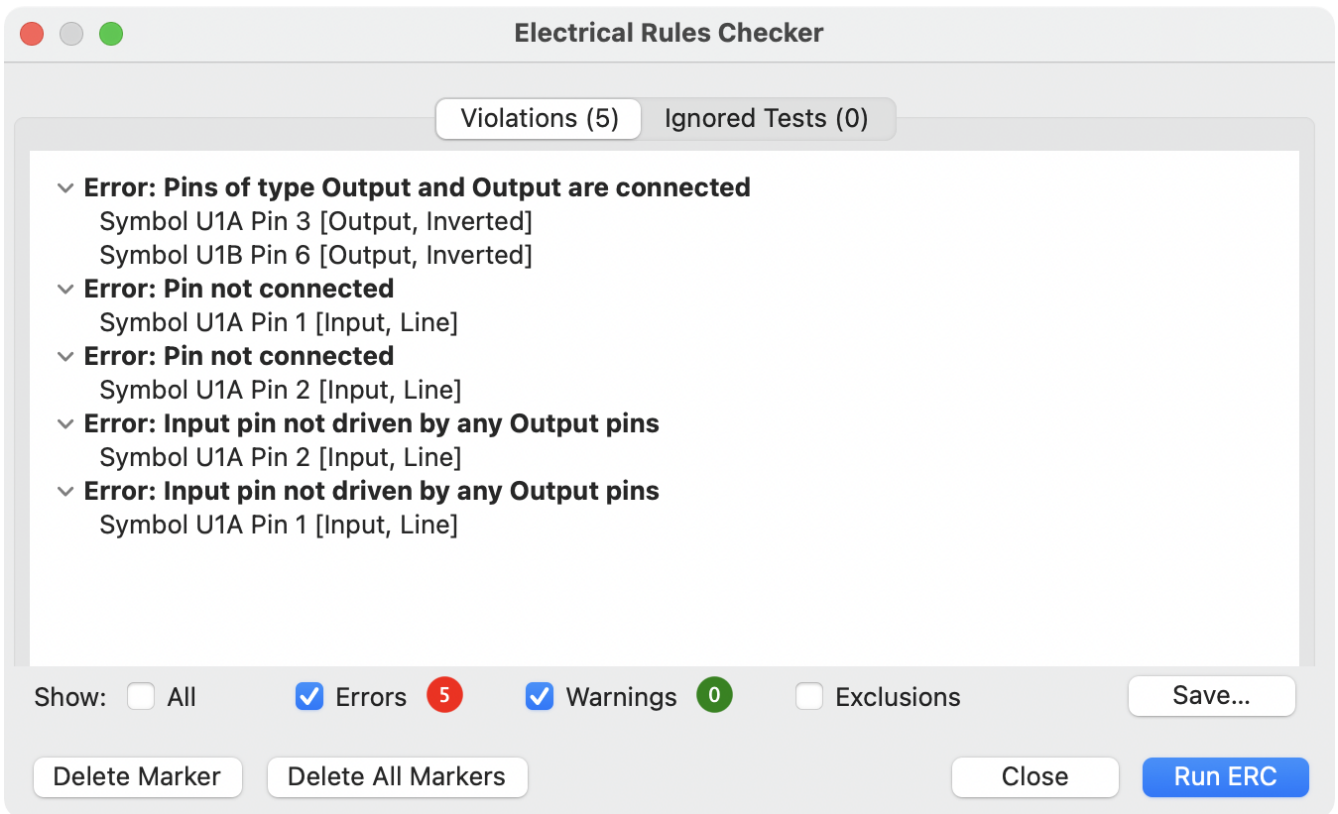 Electrical Rules Checker
Violations (5) Ignored Tests (0)
Error: Pins of type Output and Output are connected
Symbol U1A Pin 3 [Output, Inverted]
Symbol U1B Pin 6 [Output, Inverted]
Error: Pin not connected
Symbol U1A Pin 1 [Input, Line]
Error: Pin not connected
Symbol U1A Pin 2 [Input, Line]
Error: Input pin not driven by any Output pins
Symbol U1A Pin 2 [Input, Line]
Error: Input pin not driven by any Output pins
Symbol U1A Pin 1 [Input, Line]
Show: All Errors 5 Warnings 0 Exclusions Save...
Delete Marker Delete All Markers Close Run ERC